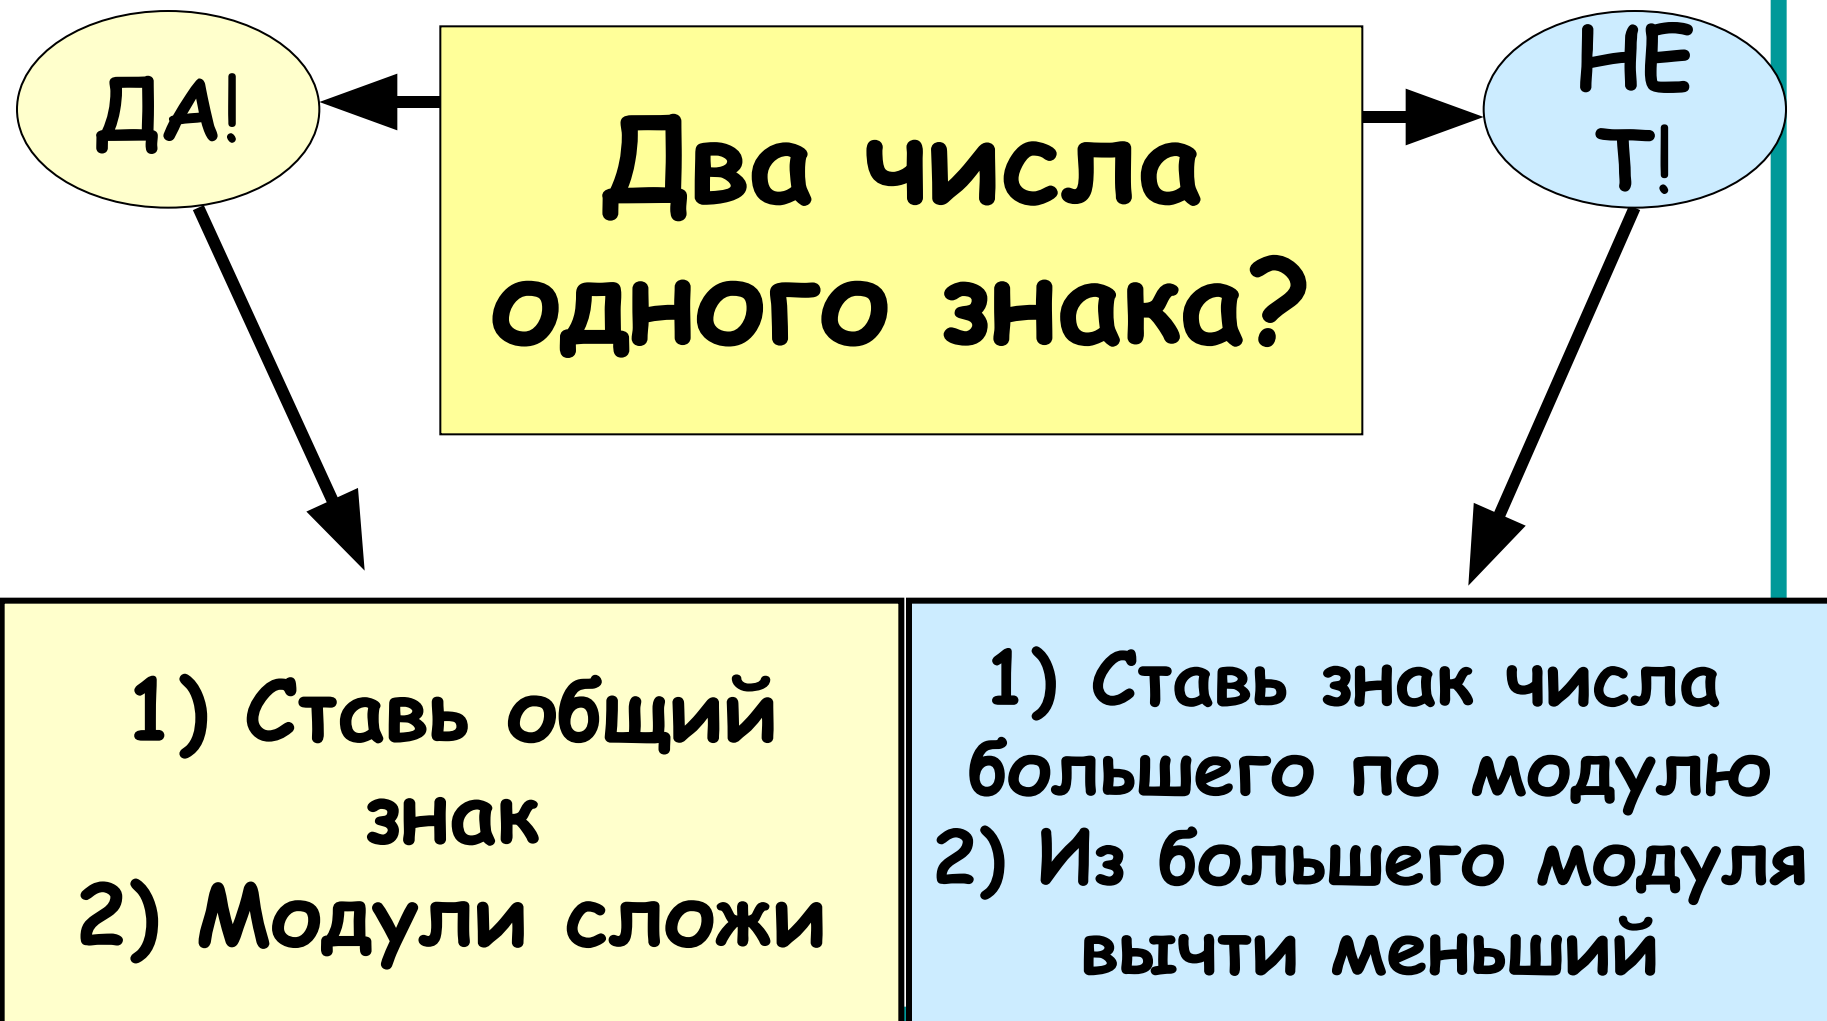 ДА!
Два числа
одного знака?
НЕ
Т!
1) Ставь общий
знак
2) Модули сложи
1) Ставь знак числа
большего по модулю
2) Из большего модуля
вычти меньший